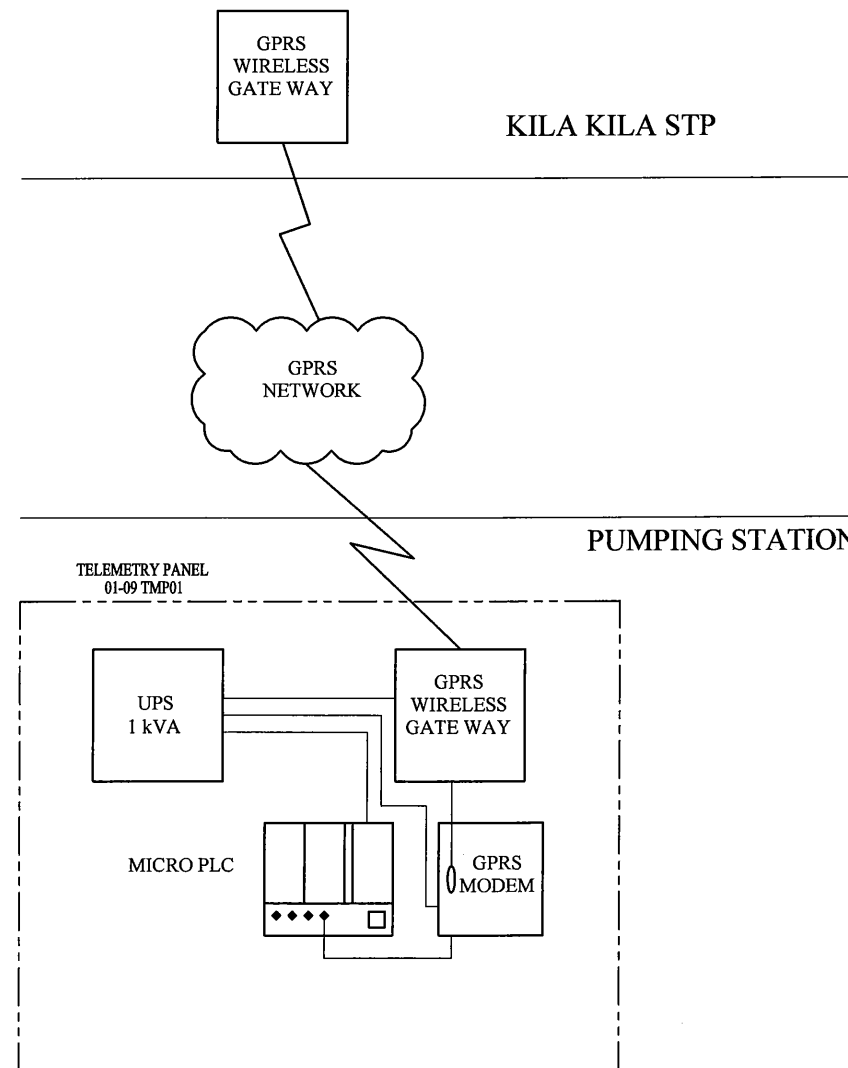 GPRS
WIRELESS
GATE WAY
KILA KILA STP
GPRS
NETWORK
PUMPING STATION
TELEMETRY PANEL
01-09 TMP01
UPS
1 kVA
GPRS
WIRELESS
GATE WAY
MICRO PLC
GPRS
MODEM